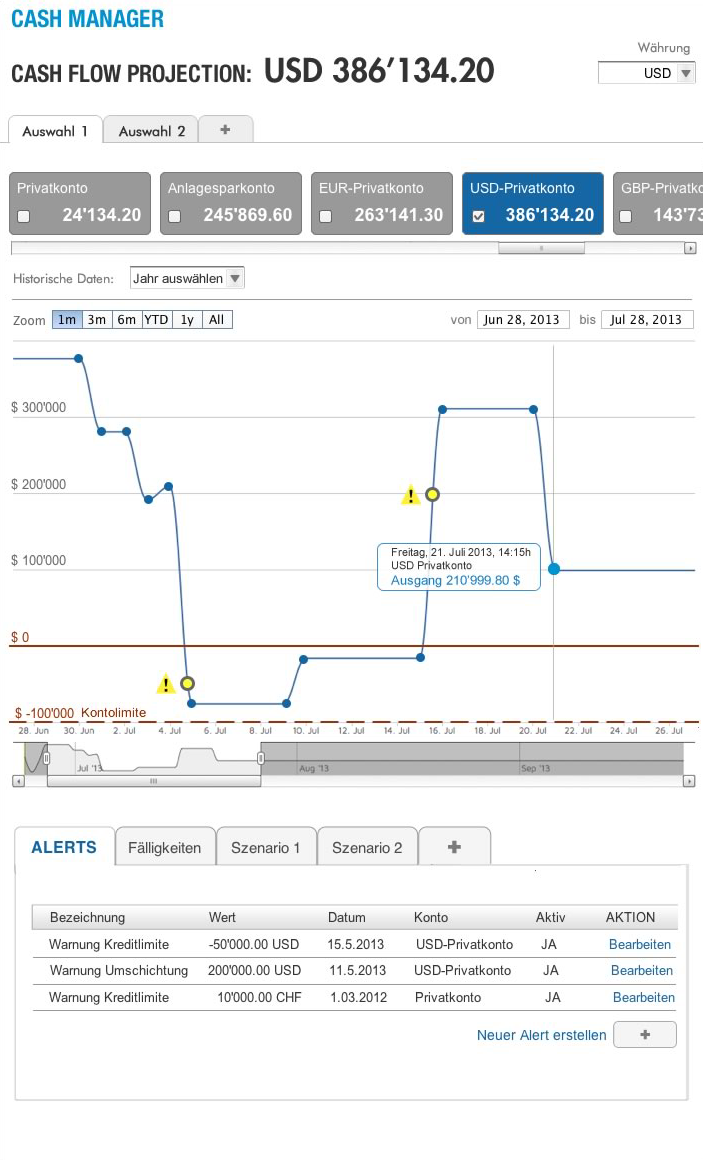 CASH MANAGER
Währung
CASH FLOW PROJECTION: USD 386’134.20
USD
Auswahl 1 Auswahl 2 +
Privatkonto Anlagesparkonto EUR-Privatkonto USD-Privatkonto GBP-Privatko
24'134.20 245'869.60 263'141.30 386'134.20 143'73
Historische Daten: Jahr auswählen
Zoom 1m 3m 6m YTD 1y All von Jun 28, 2013 bis Jul 28, 2013
$ 300'000
$ 200'000
!
Freitag, 21. Juli 2013, 14:15h
$ 100'000
USD Privatkonto
Ausgang 210'999.80 $
$ 0
!
$ -100'000 Kontolimite
28. Jun 30. Jun 2. Jul 4. Jul 6. Jul 8. Jul 10. Jul 12. Jul 14. Jul 16. Jul 18. Jul 20. Jul 22. Jul 24. Jul 26. Jul
Jul '13 Aug '13 Sep '13
ALERTS Fälligkeiten Szenario 1 Szenario 2 +
Bezeichnung Wert Datum Konto Aktiv AKTION
Warnung Kreditlimite -50'000.00 USD 15.5.2013 USD-Privatkonto JA Bearbeiten
Warnung Umschichtung 200'000.00 USD 11.5.2013 USD-Privatkonto JA Bearbeiten
Warnung Kreditlimite 10'000.00 CHF 1.03.2012 Privatkonto JA Bearbeiten
Neuer Alert erstellen +